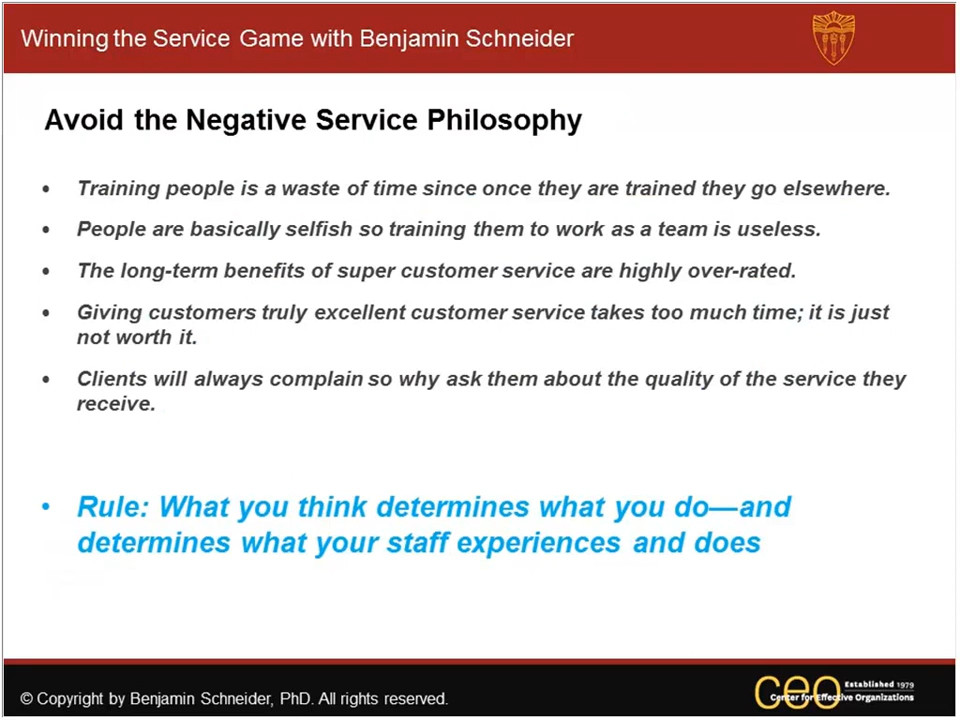 Winning the Service Game with Benjamin Schneider
Avoid the Negative Service Philosophy
• Training people is a waste of time since once they are trained they go elsewhere.
• People are basically selfish so training them to work as a team is useless.
• The long-term benefits of super customer service are highly over-rated.
• Giving customers truly excellent customer service takes too much time; it is just
not worth it.
• Clients will always complain so why ask them about the quality of the service they
receive.
• Rule: What you think determines what you do—and
determines what your staff experiences and does
© Copyright by Benjamin Schneider, PhD. All rights reserved.
ceo
Established 1979
Center for Effective Organizations